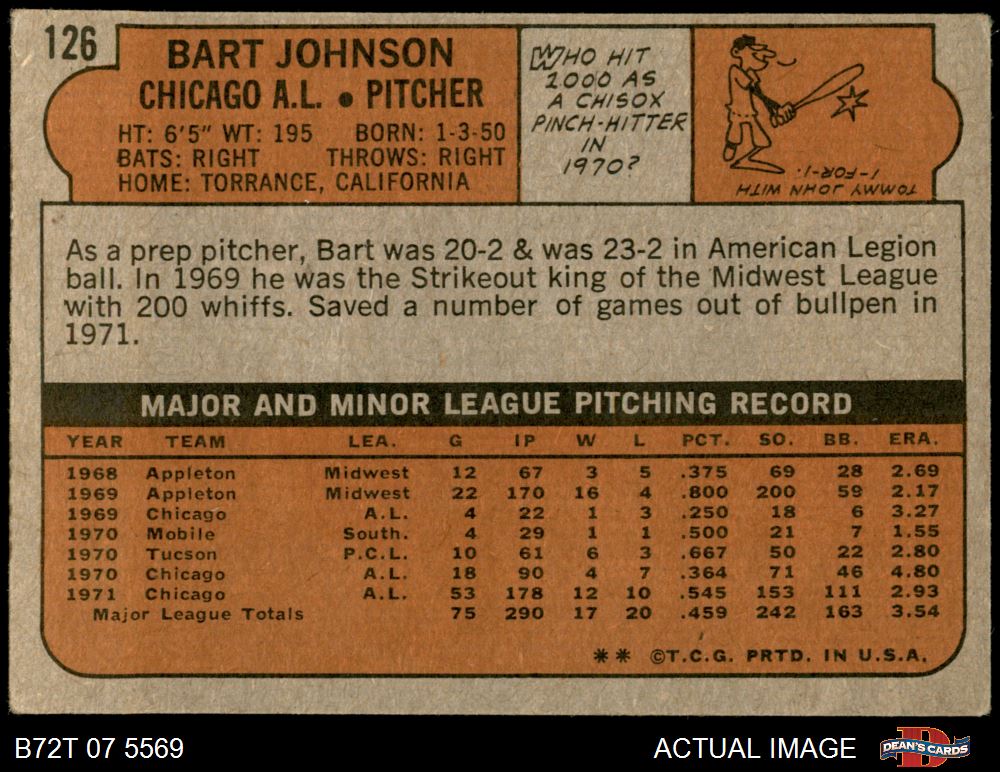 126
BART JOHNSON
CHICAGO A.L. • PITCHER
HT: 6'5" WT: 195 BORN: 1-3-50
BATS: RIGHT THROWS: RIGHT
HOME: TORRANCE, CALIFORNIA
WHO HIT
1000 AS
A CHISOX
PINCH-HITTER
IN
1970?
TOMMY JOHN WITH
1-FOR-1.
As a prep pitcher, Bart was 20-2 & was 23-2 in American Legion
ball. In 1969 he was the Strikeout king of the Midwest League
with 200 whiffs. Saved a number of games out of bullpen in
1971.
MAJOR AND MINOR LEAGUE PITCHING RECORD
YEAR TEAM LEA. G IP W L PCT. SO. BB. ERA.
1968 Appleton Midwest 12 67 3 5 .375 69 28 2.69
1969 Appleton Midwest 22 170 16 4 .800 200 59 2.17
1969 Chicago A.L. 4 22 1 3 .250 18 6 3.27
1970 Mobile South. 4 29 1 1 .500 21 7 1.55
1970 Tucson P.C.L. 10 61 6 3 .667 50 22 2.80
1970 Chicago A.L. 18 90 4 7 .364 71 46 4.80
1971 Chicago A.L. 53 178 12 10 .545 153 111 2.93
Major League Totals 75 290 17 20 .459 242 163 3.54
** ©T.C.G. PRTD. IN U.S.A.
B72T 07 5569
ACTUAL IMAGE
DEAN'S CARDS